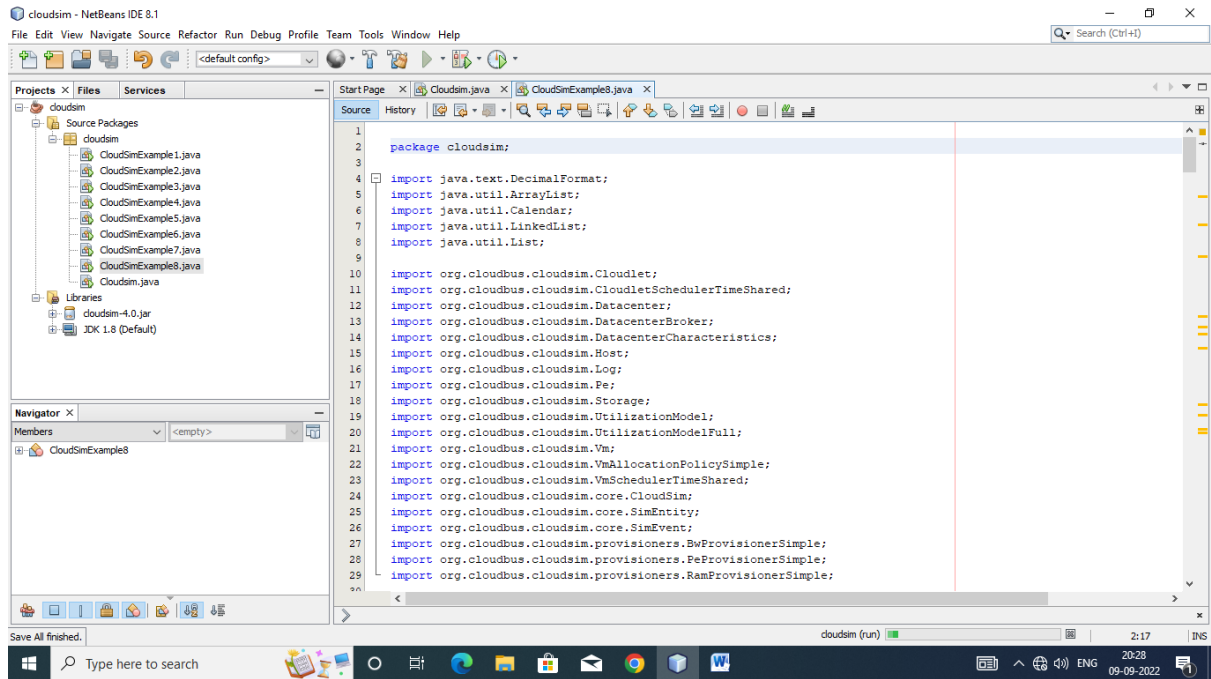 cloudsim - NetBeans IDE 8.1
File Edit View Navigate Source Refactor Run Debug Profile Team Tools Window Help
Search (Ctrl+I)
<default config>
Projects Files Services
cloudsim
Source Packages
cloudsim
CloudSimExample1.java
CloudSimExample2.java
CloudSimExample3.java
CloudSimExample4.java
CloudSimExample5.java
CloudSimExample6.java
CloudSimExample7.java
CloudSimExample8.java
Cloudsim.java
Libraries
cloudsim-4.0.jar
JDK 1.8 (Default)
Navigator
Members <empty>
CloudSimExample8
Start Page Cloudsim.java CloudSimExample8.java
Source History
1
2 package cloudsim;
3
4 import java.text.DecimalFormat;
5 import java.util.ArrayList;
6 import java.util.Calendar;
7 import java.util.LinkedList;
8 import java.util.List;
9
10 import org.cloudbus.cloudsim.Cloudlet;
11 import org.cloudbus.cloudsim.CloudletSchedulerTimeShared;
12 import org.cloudbus.cloudsim.Datacenter;
13 import org.cloudbus.cloudsim.DatacenterBroker;
14 import org.cloudbus.cloudsim.DatacenterCharacteristics;
15 import org.cloudbus.cloudsim.Host;
16 import org.cloudbus.cloudsim.Log;
17 import org.cloudbus.cloudsim.Pe;
18 import org.cloudbus.cloudsim.Storage;
19 import org.cloudbus.cloudsim.UtilizationModel;
20 import org.cloudbus.cloudsim.UtilizationModelFull;
21 import org.cloudbus.cloudsim.Vm;
22 import org.cloudbus.cloudsim.VmAllocationPolicySimple;
23 import org.cloudbus.cloudsim.VmSchedulerTimeShared;
24 import org.cloudbus.cloudsim.core.CloudSim;
25 import org.cloudbus.cloudsim.core.SimEntity;
26 import org.cloudbus.cloudsim.core.SimEvent;
27 import org.cloudbus.cloudsim.provisioners.BwProvisionerSimple;
28 import org.cloudbus.cloudsim.provisioners.PeProvisionerSimple;
29 import org.cloudbus.cloudsim.provisioners.RamProvisionerSimple;
30
Save All finished.
cloudsim (run)
2:17 INS
Type here to search
ENG
20:28
09-09-2022